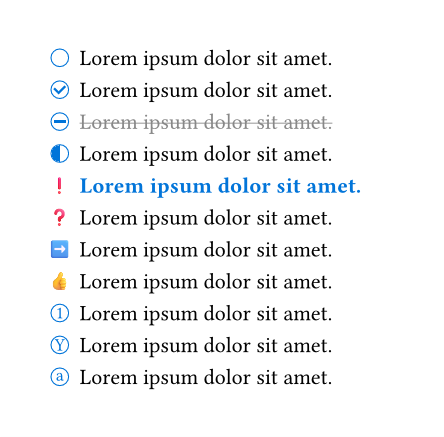 Lorem ipsum dolor sit amet.
Lorem ipsum dolor sit amet.
Lorem ipsum dolor sit amet.
Lorem ipsum dolor sit amet.
❗ Lorem ipsum dolor sit amet.
❓ Lorem ipsum dolor sit amet.
➡️ Lorem ipsum dolor sit amet.
👍 Lorem ipsum dolor sit amet.
① Lorem ipsum dolor sit amet.
Ⓨ Lorem ipsum dolor sit amet.
ⓐ Lorem ipsum dolor sit amet.